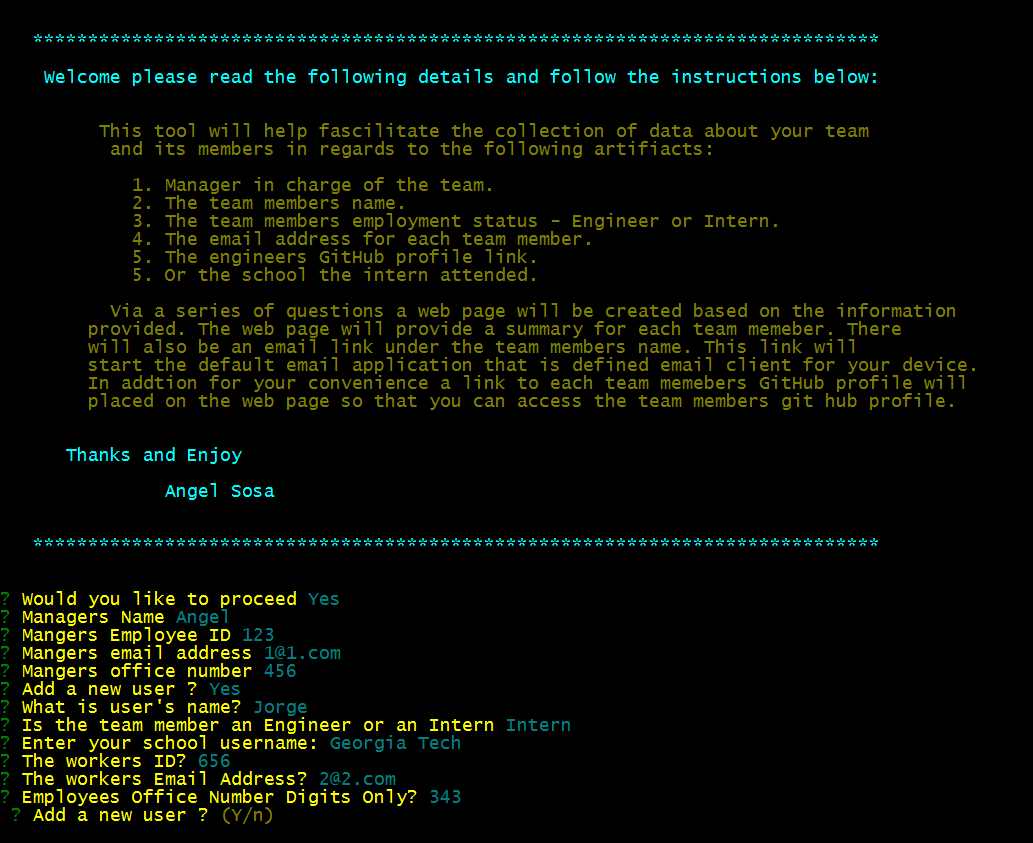 *****************************************************************************
Welcome please read the following details and follow the instructions below:
This tool will help fascilitate the collection of data about your team
and its members in regards to the following artifiacts:
1. Manager in charge of the team.
2. The team members name.
3. The team members employment status - Engineer or Intern.
4. The email address for each team member.
5. The engineers GitHub profile link.
5. Or the school the intern attended.
Via a series of questions a web page will be created based on the information
provided. The web page will provide a summary for each team memeber. There
will also be an email link under the team members name. This link will
start the default email application that is defined email client for your device.
In addtion for your convenience a link to each team memebers GitHub profile will
placed on the web page so that you can access the team members git hub profile.
Thanks and Enjoy
Angel Sosa
*****************************************************************************
? Would you like to proceed Yes
? Managers Name Angel
? Mangers Employee ID 123
? Mangers email address 1@1.com
? Mangers office number 456
? Add a new user ? Yes
? What is user's name? Jorge
? Is the team member an Engineer or an Intern Intern
? Enter your school username: Georgia Tech
? The workers ID? 656
? The workers Email Address? 2@2.com
? Employees Office Number Digits Only? 343
? Add a new user ? (Y/n)